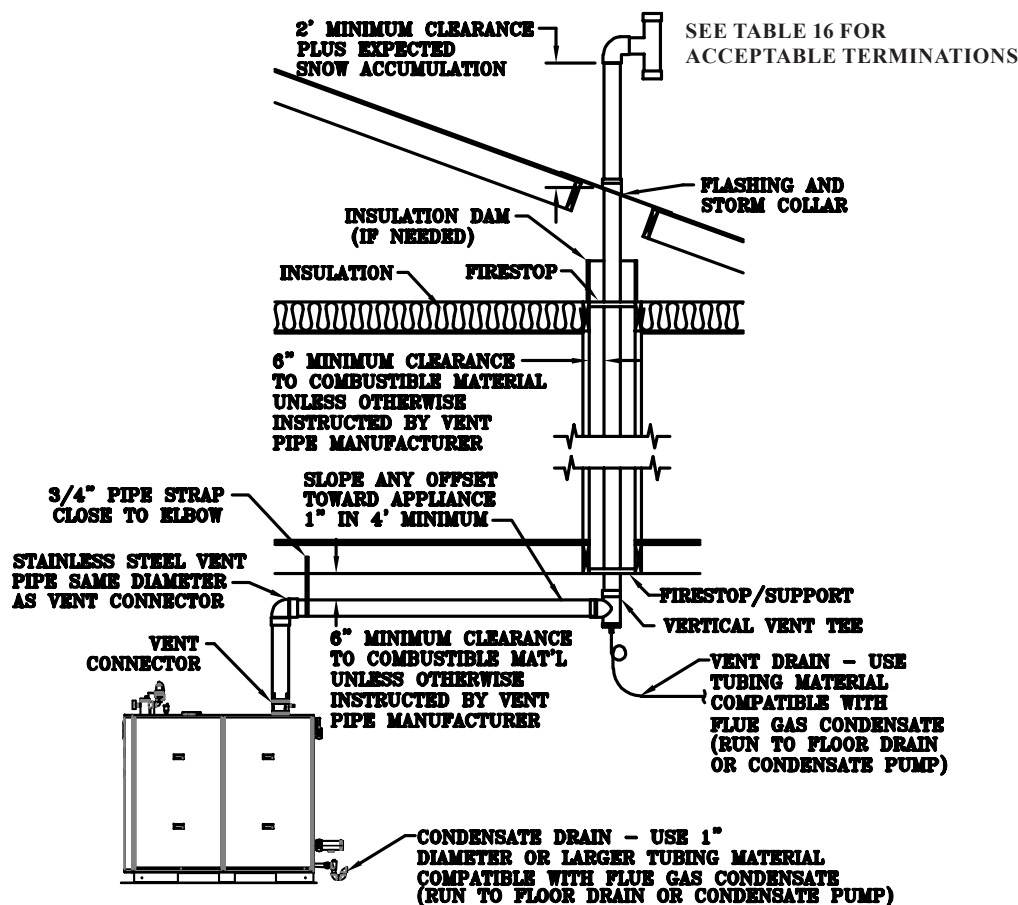 2' MINIMUM CLEARANCE
PLUS EXPECTED
SNOW ACCUMULATION
SEE TABLE 16 FOR
ACCEPTABLE TERMINATIONS
FLASHING AND
STORM COLLAR
INSULATION DAM
(IF NEEDED)
INSULATION
FIRESTOP
6" MINIMUM CLEARANCE
TO COMBUSTIBLE MATERIAL
UNLESS OTHERWISE
INSTRUCTED BY VENT
PIPE MANUFACTURER
SLOPE ANY OFFSET
TOWARD APPLIANCE
1" IN 4' MINIMUM
3/4" PIPE STRAP
CLOSE TO ELBOW
STAINLESS STEEL VENT
PIPE SAME DIAMETER
AS VENT CONNECTOR
FIRESTOP/SUPPORT
VERTICAL VENT TEE
VENT
CONNECTOR
6" MINIMUM CLEARANCE
TO COMBUSTIBLE MAT'L
UNLESS OTHERWISE
INSTRUCTED BY VENT
PIPE MANUFACTURER
VENT DRAIN – USE
TUBING MATERIAL
COMPATIBLE WITH
FLUE GAS CONDENSATE
(RUN TO FLOOR DRAIN
OR CONDENSATE PUMP)
CONDENSATE DRAIN – USE 1"
DIAMETER OR LARGER TUBING MATERIAL
COMPATIBLE WITH FLUE GAS CONDENSATE
(RUN TO FLOOR DRAIN OR CONDENSATE PUMP)